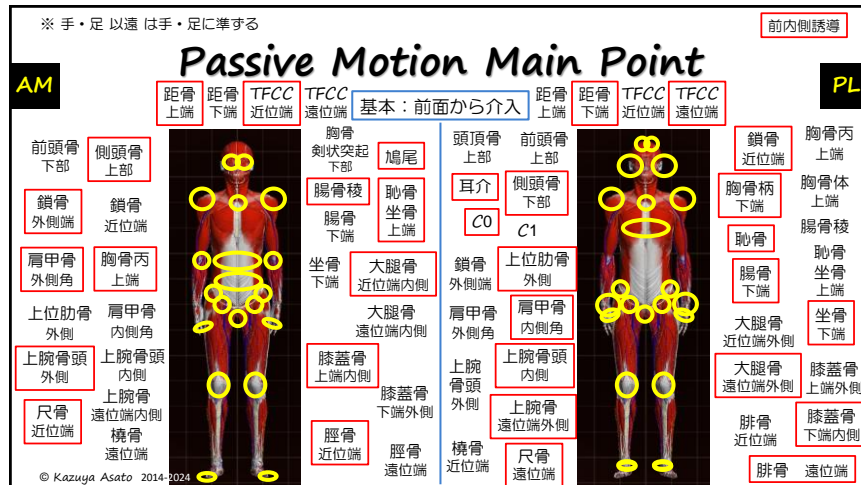 ※ 手・足 以遠 は手・足に準ずる
前内側誘導
Passive Motion Main Point
AM
PL
距骨
上端
距骨
下端
TFCC
近位端
TFCC
遠位端
基本：前面から介入
距骨
上端
距骨
下端
TFCC
近位端
TFCC
遠位端
前頭骨
下部
側頭骨
上部
鎖骨
外側端
鎖骨
近位端
肩甲骨
外側角
胸骨丙
上端
上位肋骨
外側
肩甲骨
内側角
上腕骨頭
外側
上腕骨頭
内側
上腕骨
遠位端内側
尺骨
近位端
橈骨
遠位端
胸骨
剣状突起
下部
鳩尾
腸骨稜
恥骨
坐骨
上端
腸骨
下端
坐骨
下端
大腿骨
近位端内側
大腿骨
遠位端内側
膝蓋骨
上端内側
膝蓋骨
下端外側
脛骨
近位端
脛骨
遠位端
頭頂骨
上部
前頭骨
上部
耳介
側頭骨
下部
C0
C1
鎖骨
外側端
上位肋骨
外側
肩甲骨
外側角
肩甲骨
内側角
上腕
骨頭
外側
上腕骨頭
内側
上腕骨
遠位端外側
橈骨
近位端
尺骨
遠位端
鎖骨
近位端
胸骨丙
上端
胸骨柄
下端
胸骨体
上端
恥骨
腸骨稜
腸骨
下端
恥骨
坐骨
上端
大腿骨
近位端外側
坐骨
下端
大腿骨
遠位端外側
膝蓋骨
上端外側
腓骨
近位端
膝蓋骨
下端内側
腓骨 遠位端
© Kazuya Asato 2014-2024